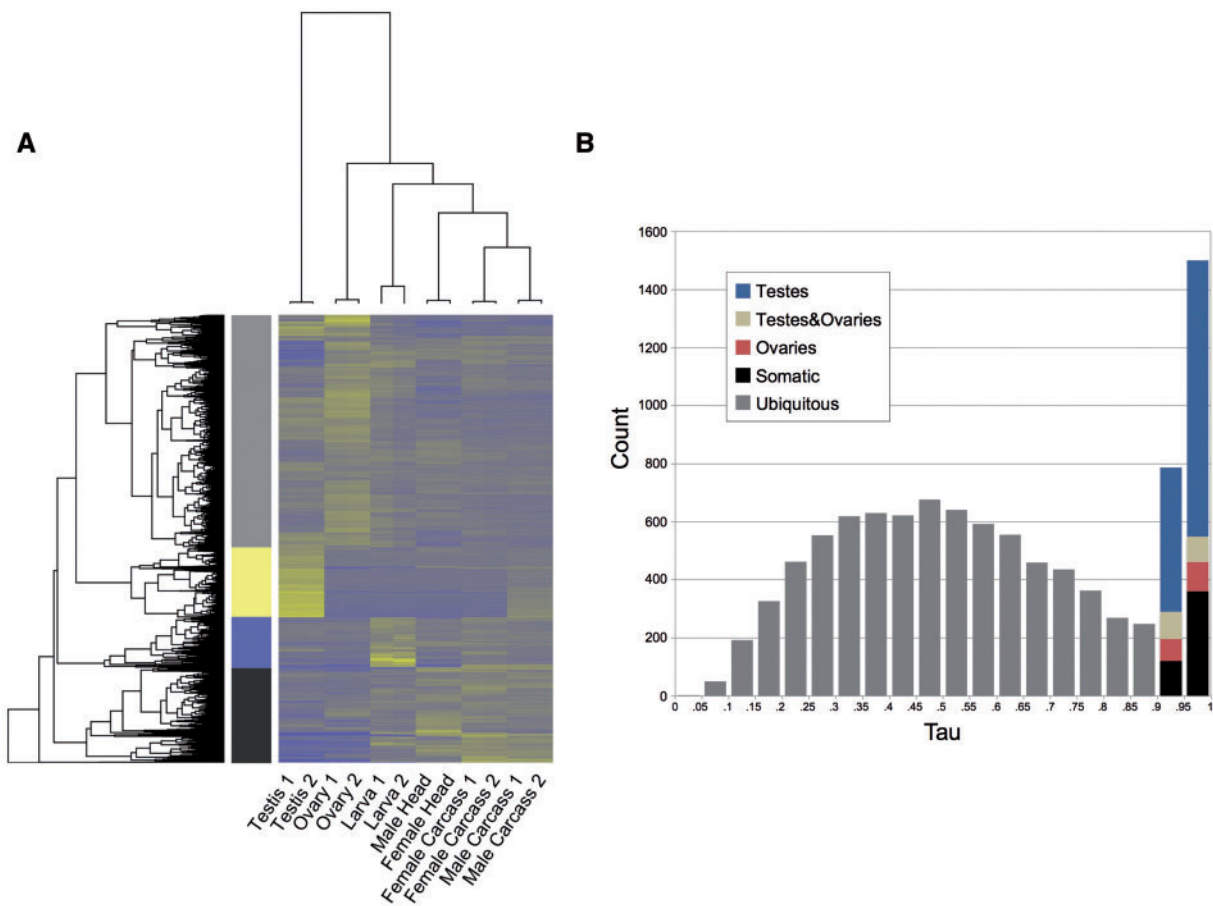 A
Testis 1
Testis 2
Ovary 1
Ovary 2
Larva 1
Larva 2
Male Head
Female Head
Female Carcass 1
Female Carcass 2
Male Carcass 1
Male Carcass 2
B
1600
1400
1200
1000
800
600
400
200
0
Count
Testes
Testes&Ovaries
Ovaries
Somatic
Ubiquitous
0 .05 .1 .15 .2 .25 .3 .35 .4 .45 .5 .55 .6 .65 .7 .75 .8 .85 .9 .95 1
Tau